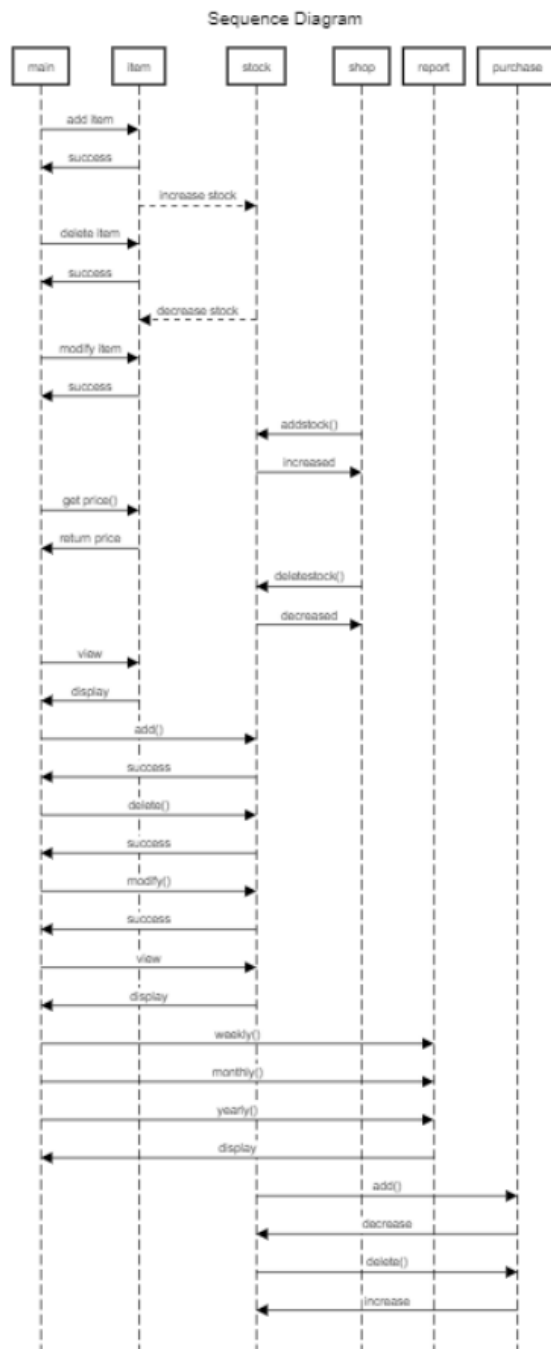 Sequence Diagram
main item stock shop report purchase
add item
success
increase stock
delete item
success
decrease stock
modify item
success
addstock()
increased
get price()
return price
deletestock()
decreased
view
display
add()
success
delete()
success
modify()
success
view
display
weekly()
monthly()
yearly()
display
add()
decrease
delete()
increase